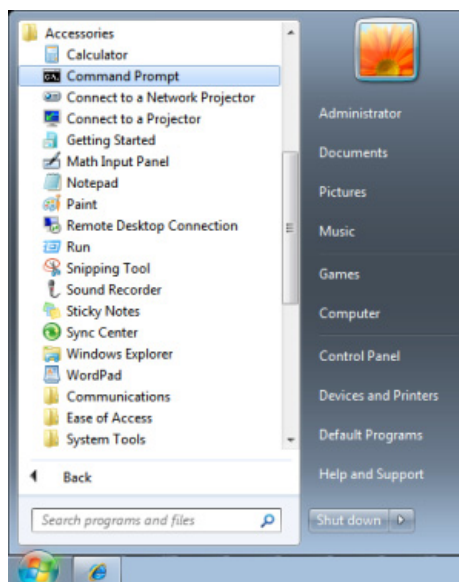 Accessories
Calculator
Command Prompt
Connect to a Network Projector
Connect to a Projector
Getting Started
Math Input Panel
Notepad
Paint
Remote Desktop Connection
Run
Snipping Tool
Sound Recorder
Sticky Notes
Sync Center
Windows Explorer
WordPad
Communications
Ease of Access
System Tools
Back
Search programs and files
Administrator
Documents
Pictures
Music
Games
Computer
Control Panel
Devices and Printers
Default Programs
Help and Support
Shut down